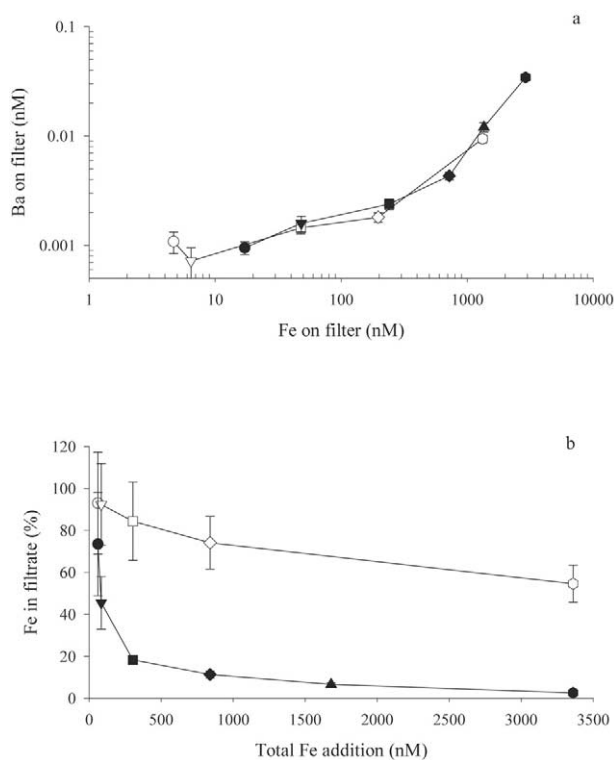 a
Ba on filter (nM)
0.1
0.01
0.001
1 10 100 1000 10000
Fe on filter (nM)
b
Fe in filtrate (%)
120
100
80
60
40
20
0
0 500 1000 1500 2000 2500 3000 3500
Total Fe addition (nM)